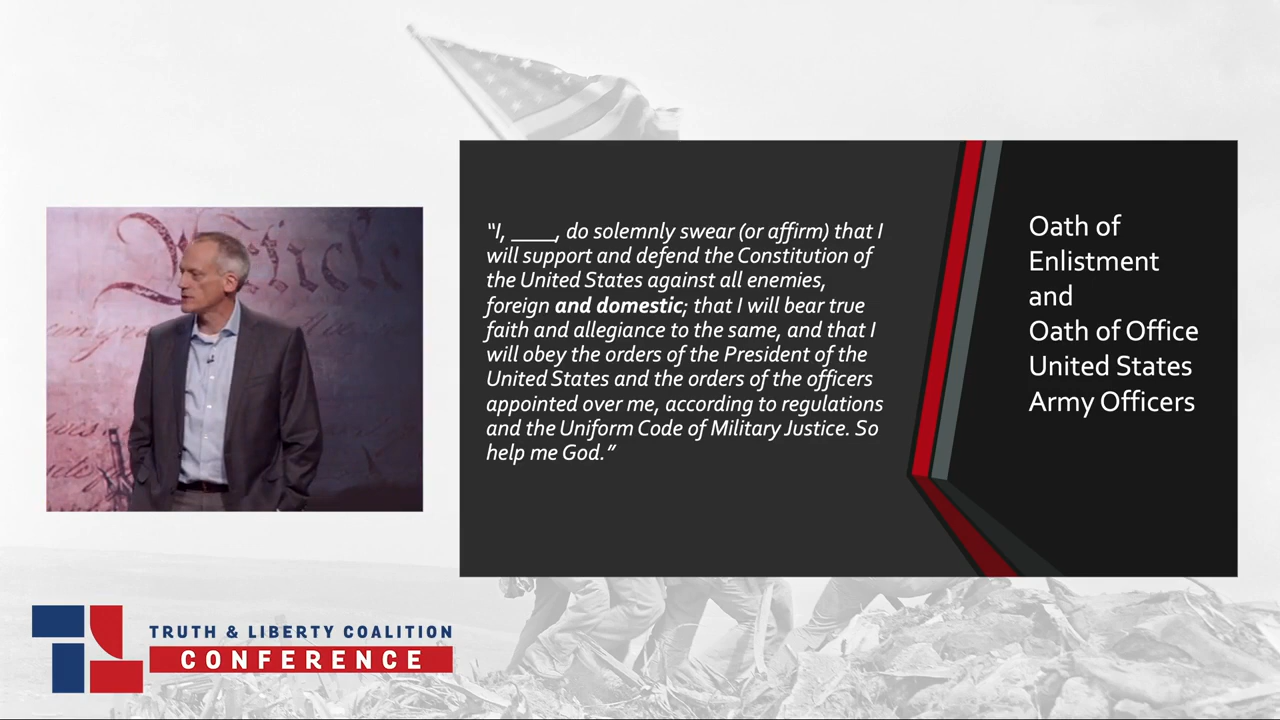 "I, ____, do solemnly swear (or affirm) that I
will support and defend the Constitution of
the United States against all enemies,
foreign and domestic; that I will bear true
faith and allegiance to the same, and that I
will obey the orders of the President of the
United States and the orders of the officers
appointed over me, according to regulations
and the Uniform Code of Military Justice. So
help me God."
Oath of
Enlistment
and
Oath of Office
United States
Army Officers
Article
TRUTH & LIBERTY COALITION
CONFERENCE